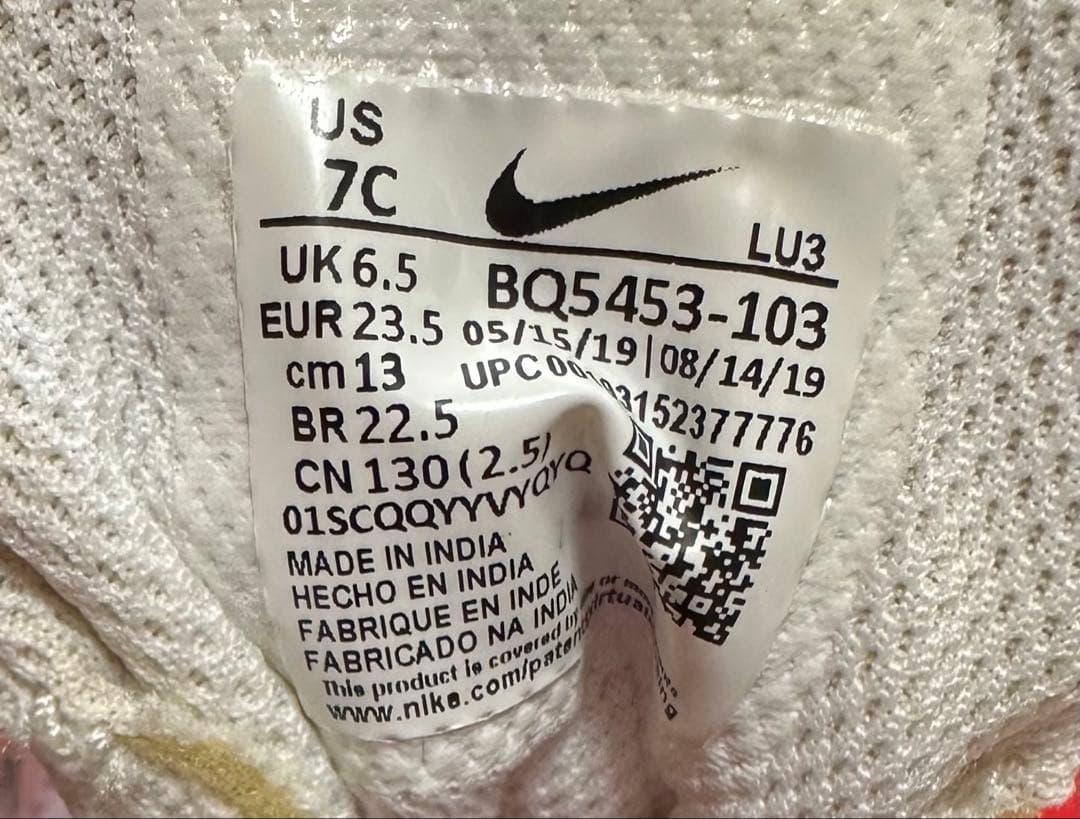 US
7C
LU3
UK 6.5
BQ5453-103
EUR 23.5
05/15/19|08/14/19
cm 13
UPC
BR 22.5
CN 130 (2.5)
01SCQQYYVYQYQ
MADE IN INDIA
HECHO EN INDIA
FABRIQUE EN INDE
FABRICADO NA INDIA
This product is covered by
www.nike.com/paten